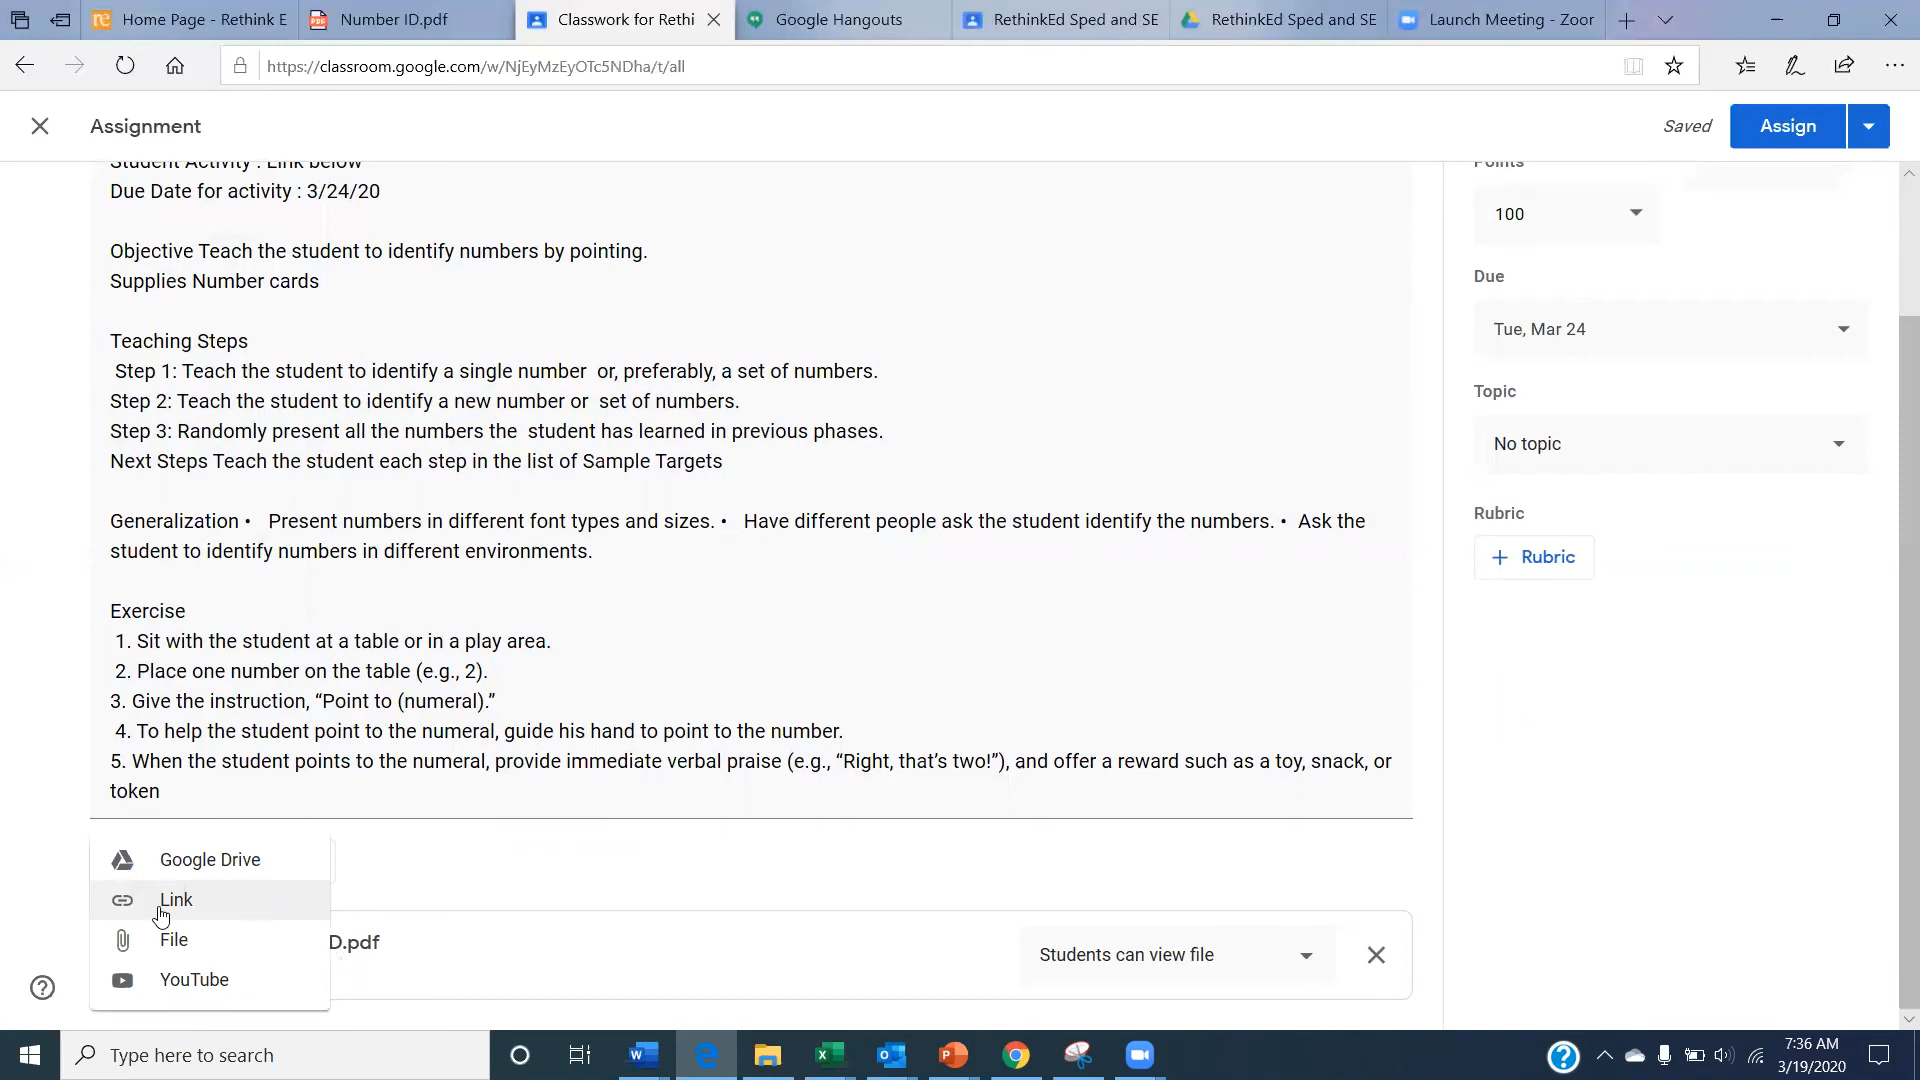 Home Page - Rethink E
Number ID.pdf
Classwork for Rethi
Google Hangouts
RethinkEd Sped and SE
RethinkEd Sped and SE
Launch Meeting - Zoor
https://classroom.google.com/w/NjEyMzEyOTc5NDha/t/all
Assignment
Saved
Assign
Student Activity : Link below
Due Date for activity : 3/24/20
Objective Teach the student to identify numbers by pointing.
Supplies Number cards
Teaching Steps
Step 1: Teach the student to identify a single number or, preferably, a set of numbers.
Step 2: Teach the student to identify a new number or set of numbers.
Step 3: Randomly present all the numbers the student has learned in previous phases.
Next Steps Teach the student each step in the list of Sample Targets
Generalization • Present numbers in different font types and sizes. • Have different people ask the student identify the numbers. • Ask the
student to identify numbers in different environments.
Exercise
1. Sit with the student at a table or in a play area.
2. Place one number on the table (e.g., 2).
3. Give the instruction, “Point to (numeral).”
4. To help the student point to the numeral, guide his hand to point to the number.
5. When the student points to the numeral, provide immediate verbal praise (e.g., “Right, that’s two!”), and offer a reward such as a toy, snack, or
token
Points
100
Due
Tue, Mar 24
Topic
No topic
Rubric
Rubric
Google Drive
Link
File
YouTube
D.pdf
Students can view file
Type here to search
7:36 AM
3/19/2020